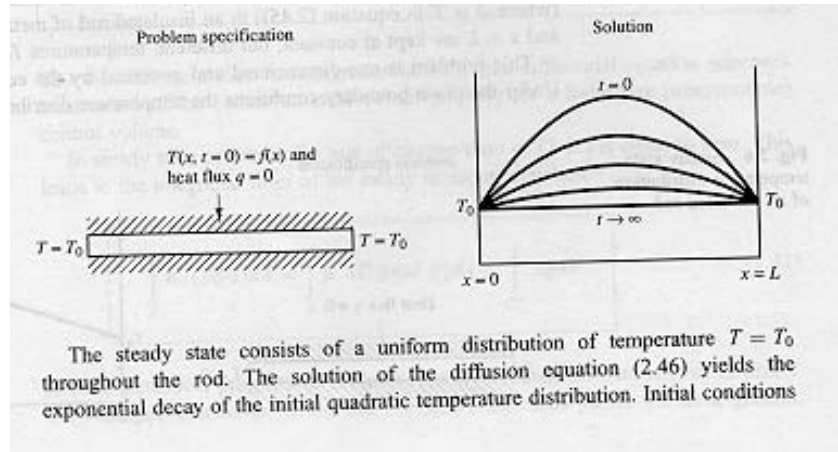 Problem specification
Solution
T(x, t = 0) = f(x) and
heat flux q = 0
T = T₀
T = T₀
t = 0
T₀
T₀
t → ∞
x = 0
x = L
The steady state consists of a uniform distribution of temperature T = T₀
throughout the rod. The solution of the diffusion equation (2.46) yields the
exponential decay of the initial quadratic temperature distribution. Initial conditions